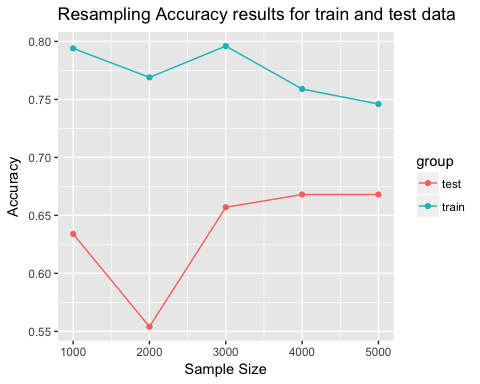 Resampling Accuracy results for train and test data
0.80
0.75
0.70
0.65
0.60
0.55
Accuracy
1000 2000 3000 4000 5000
Sample Size
group
test
train